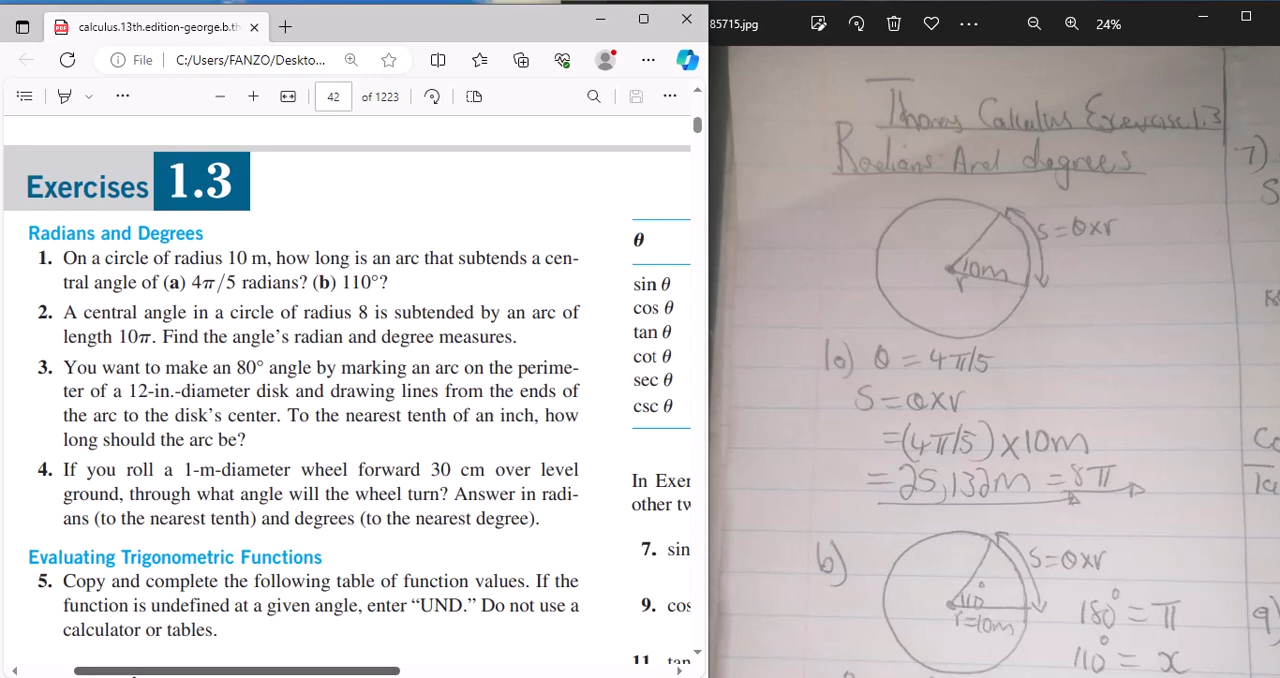 calculus.13th.edition-george.b.th
File
C:/Users/FANZO/Deskto...
42
of 1223
Exercises 1.3
Radians and Degrees
1. On a circle of radius 10 m, how long is an arc that subtends a cen-
tral angle of (a) 4π/5 radians? (b) 110°?
2. A central angle in a circle of radius 8 is subtended by an arc of
length 10π. Find the angle's radian and degree measures.
3. You want to make an 80° angle by marking an arc on the perime-
ter of a 12-in.-diameter disk and drawing lines from the ends of
the arc to the disk's center. To the nearest tenth of an inch, how
long should the arc be?
4. If you roll a 1-m-diameter wheel forward 30 cm over level
ground, through what angle will the wheel turn? Answer in radi-
ans (to the nearest tenth) and degrees (to the nearest degree).
Evaluating Trigonometric Functions
5. Copy and complete the following table of function values. If the
function is undefined at a given angle, enter "UND." Do not use a
calculator or tables.
θ
sin θ
cos θ
tan θ
cot θ
sec θ
csc θ
In Exer
other tw
7. sin
9. cos
11. tan
85715.jpg
24%
Thomas Calculus Exercise 1.3
Radians And degrees
S = θxr
10m
r
1a) θ = 4π/5
S = θxr
= (4π/5) x 10m
= 25,132m = 8π
b)
S = θxr
110°
r=10m
180° = π
110° = x
7)
S
9)